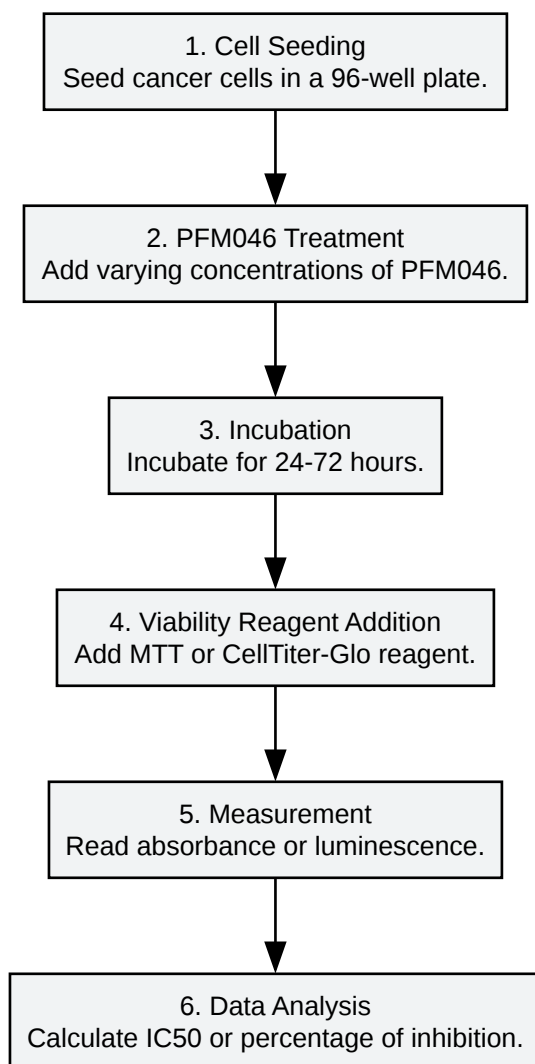 1. Cell Seeding
Seed cancer cells in a 96-well plate.
2. PFM046 Treatment
Add varying concentrations of PFM046.
3. Incubation
Incubate for 24-72 hours.
4. Viability Reagent Addition
Add MTT or CellTiter-Glo reagent.
5. Measurement
Read absorbance or luminescence.
6. Data Analysis
Calculate IC50 or percentage of inhibition.